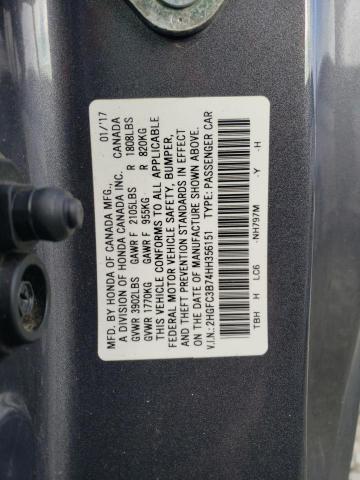 MFD. BY HONDA OF CANADA MFG., 01/'17
A DIVISION OF HONDA CANADA INC. CANADA
GVWR 3902LBS GAWR F 2105LBS R 1808LBS
GVWR 1770KG GAWR F 955KG R 820KG
THIS VEHICLE CONFORMS TO ALL APPLICABLE
FEDERAL MOTOR VEHICLE SAFETY, BUMPER, AND
THEFT PREVENTION STANDARDS IN EFFECT
ON THE DATE OF MANUFACTURE SHOWN ABOVE.
V.I.N.: 2HGFC3B74HH356151 TYPE: PASSENGER CAR
TBH H LC6 -NH797M -Y -H